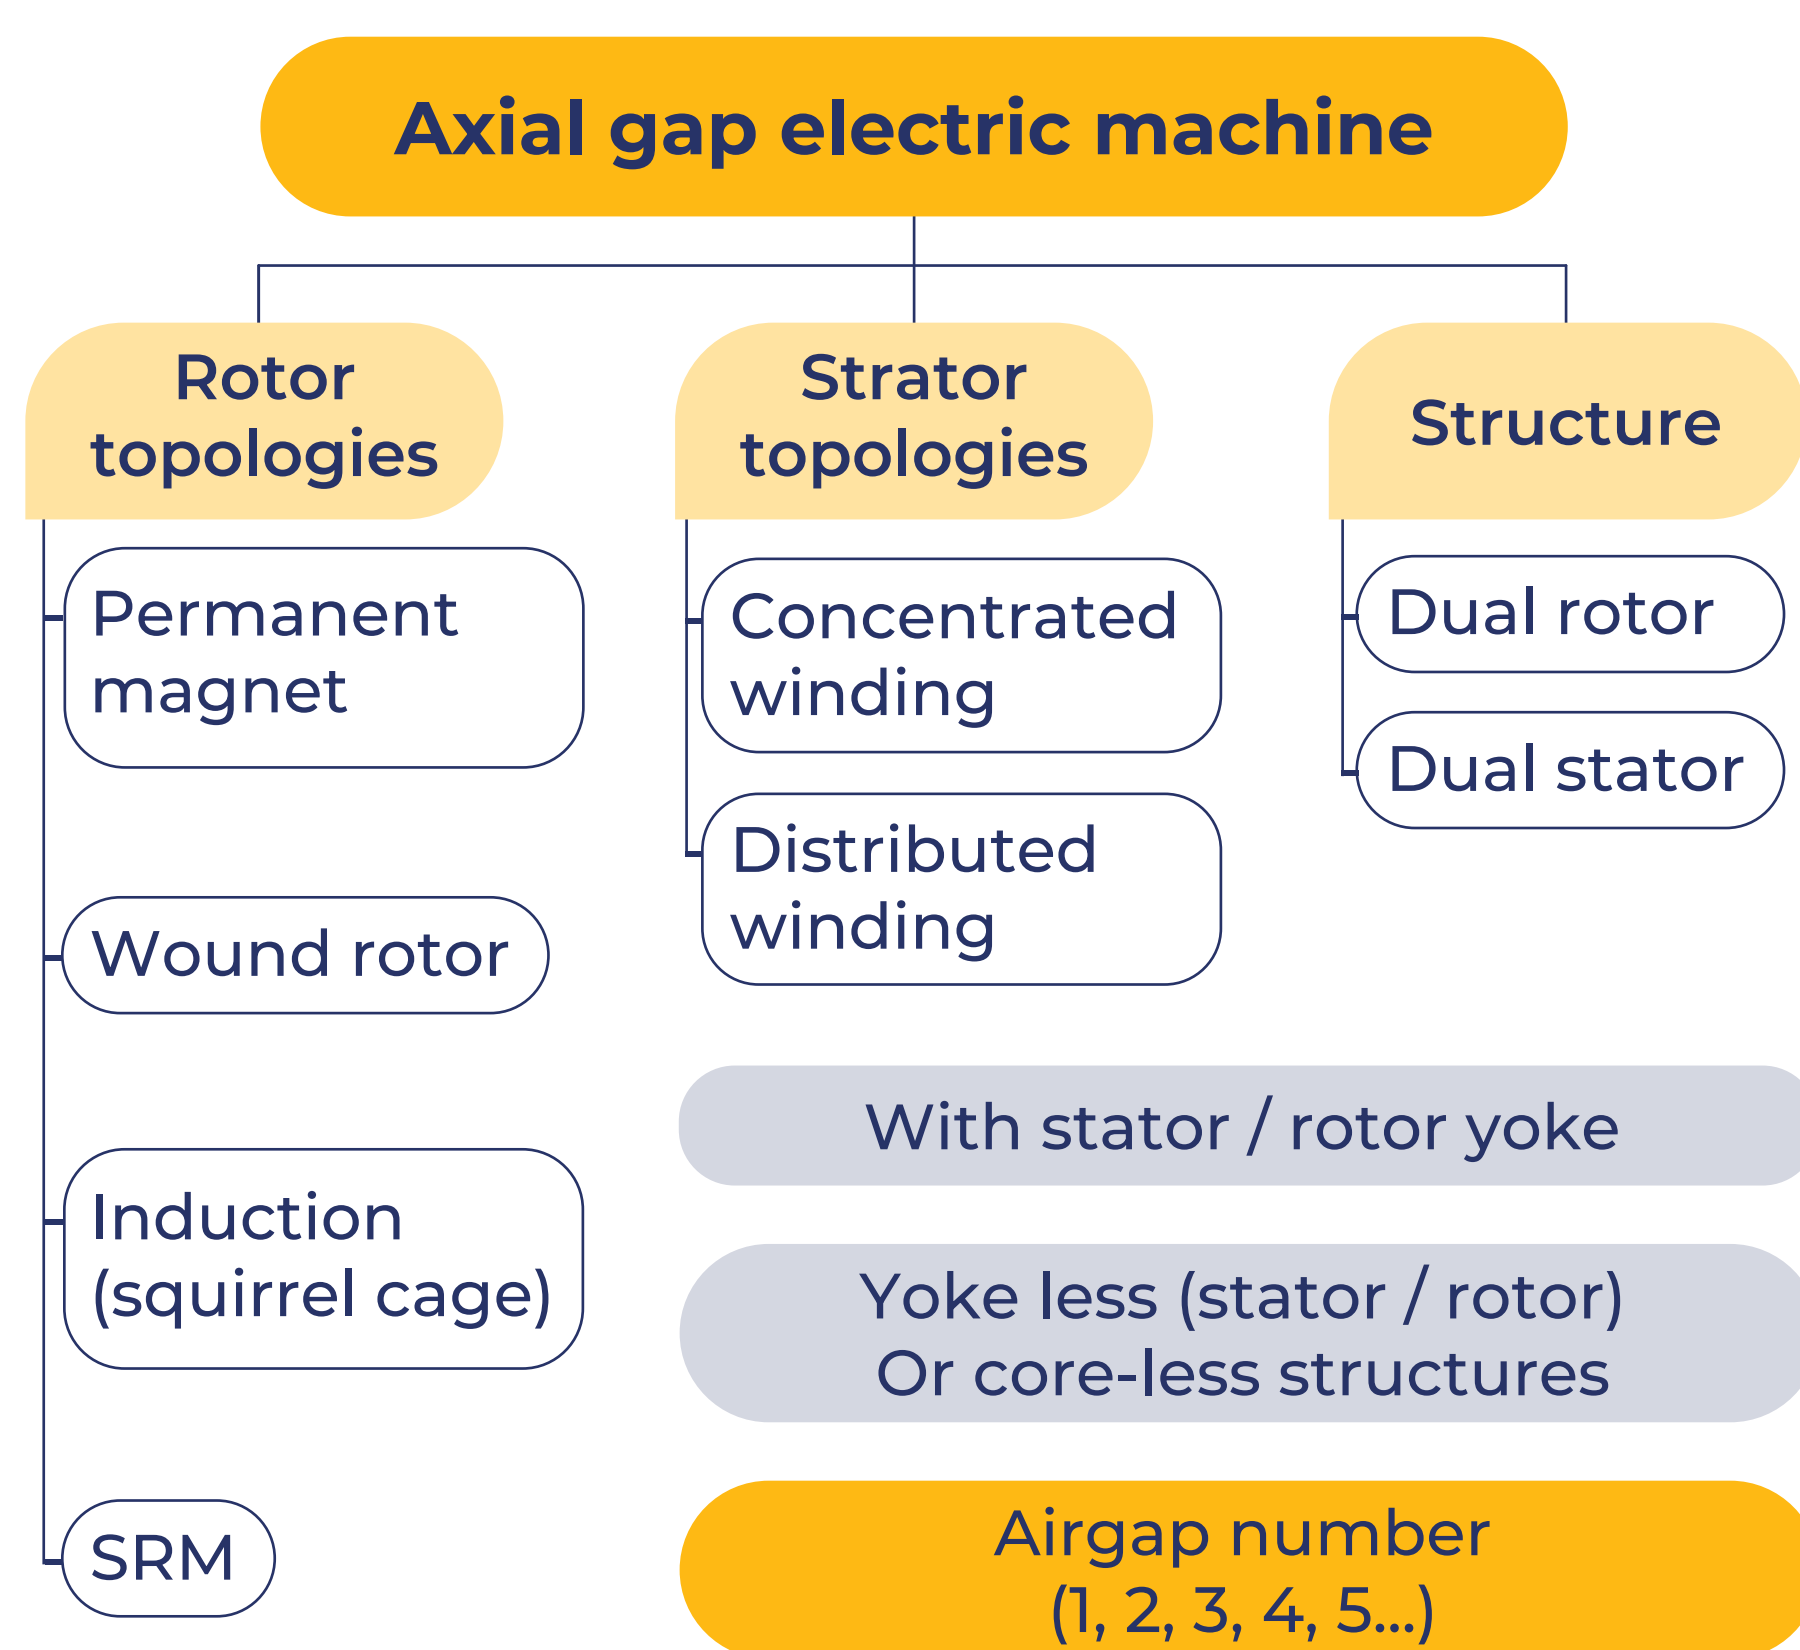 Axial gap electric machine
Rotor
topologies
Permanent
magnet
Wound rotor
Induction
(squirrel cage)
SRM
Strator
topologies
Concentrated
winding
Distributed
winding
Structure
Dual rotor
Dual stator
With stator / rotor yoke
Yoke less (stator / rotor)
Or core-less structures
Airgap number
(1, 2, 3, 4, 5...)